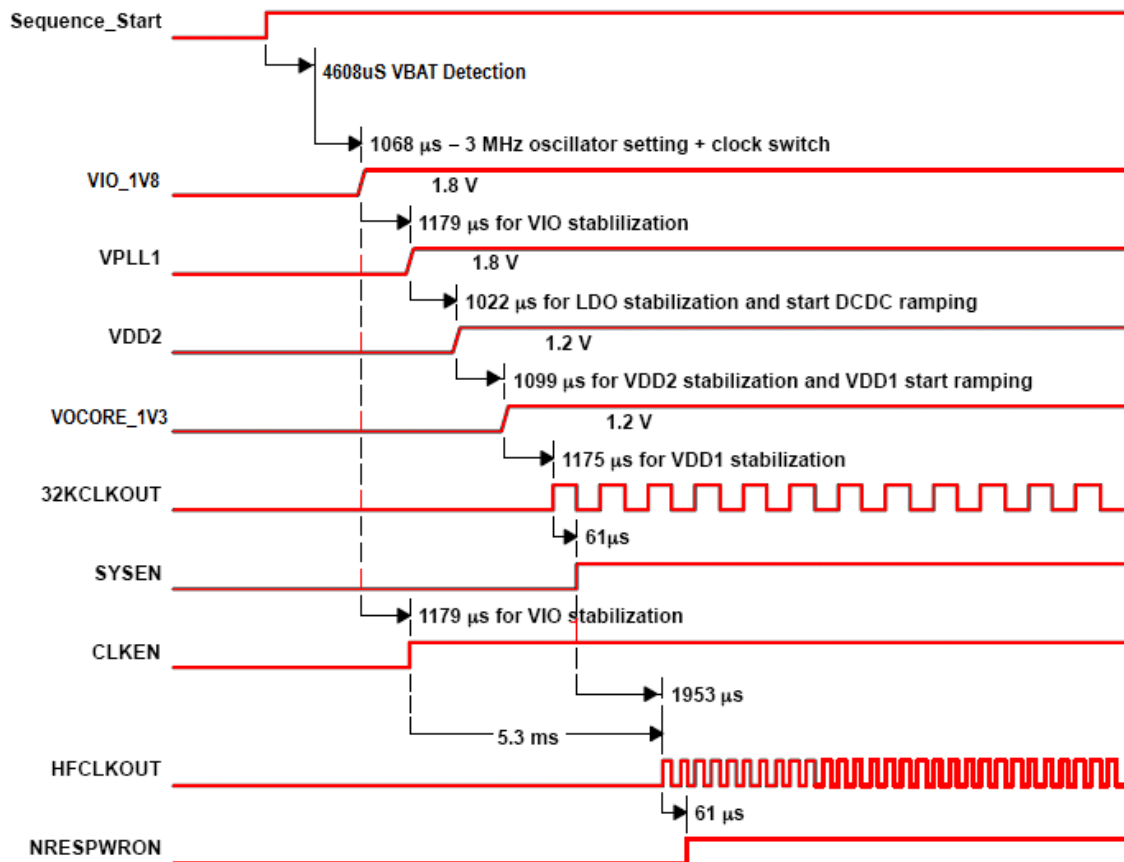 Sequence_Start
4608uS VBAT Detection
1068 µs – 3 MHz oscillator setting + clock switch
VIO_1V8
1.8 V
1179 µs for VIO stablilization
VPLL1
1.8 V
1022 µs for LDO stabilization and start DCDC ramping
VDD2
1.2 V
1099 µs for VDD2 stabilization and VDD1 start ramping
VOCORE_1V3
1.2 V
1175 µs for VDD1 stabilization
32KCLKOUT
61µs
SYSEN
1179 µs for VIO stabilization
CLKEN
1953 µs
5.3 ms
HFCLKOUT
61 µs
NRESPWRON